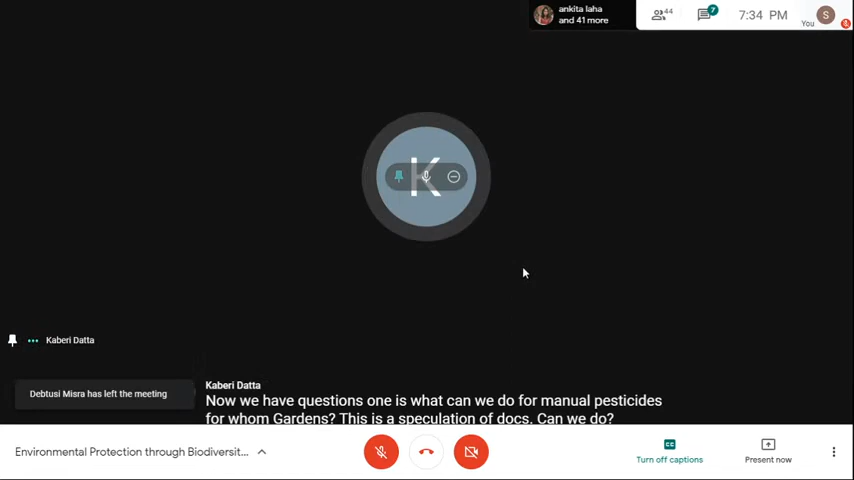 ankita laha
and 41 more
44
7
7:34 PM
You
S
K
Kaberi Datta
Debtusi Misra has left the meeting
Kaberi Datta
Now we have questions one is what can we do for manual pesticides
for whom Gardens? This is a speculation of docs. Can we do?
Environmental Protection through Biodiversit...
CC
Turn off captions
Present now